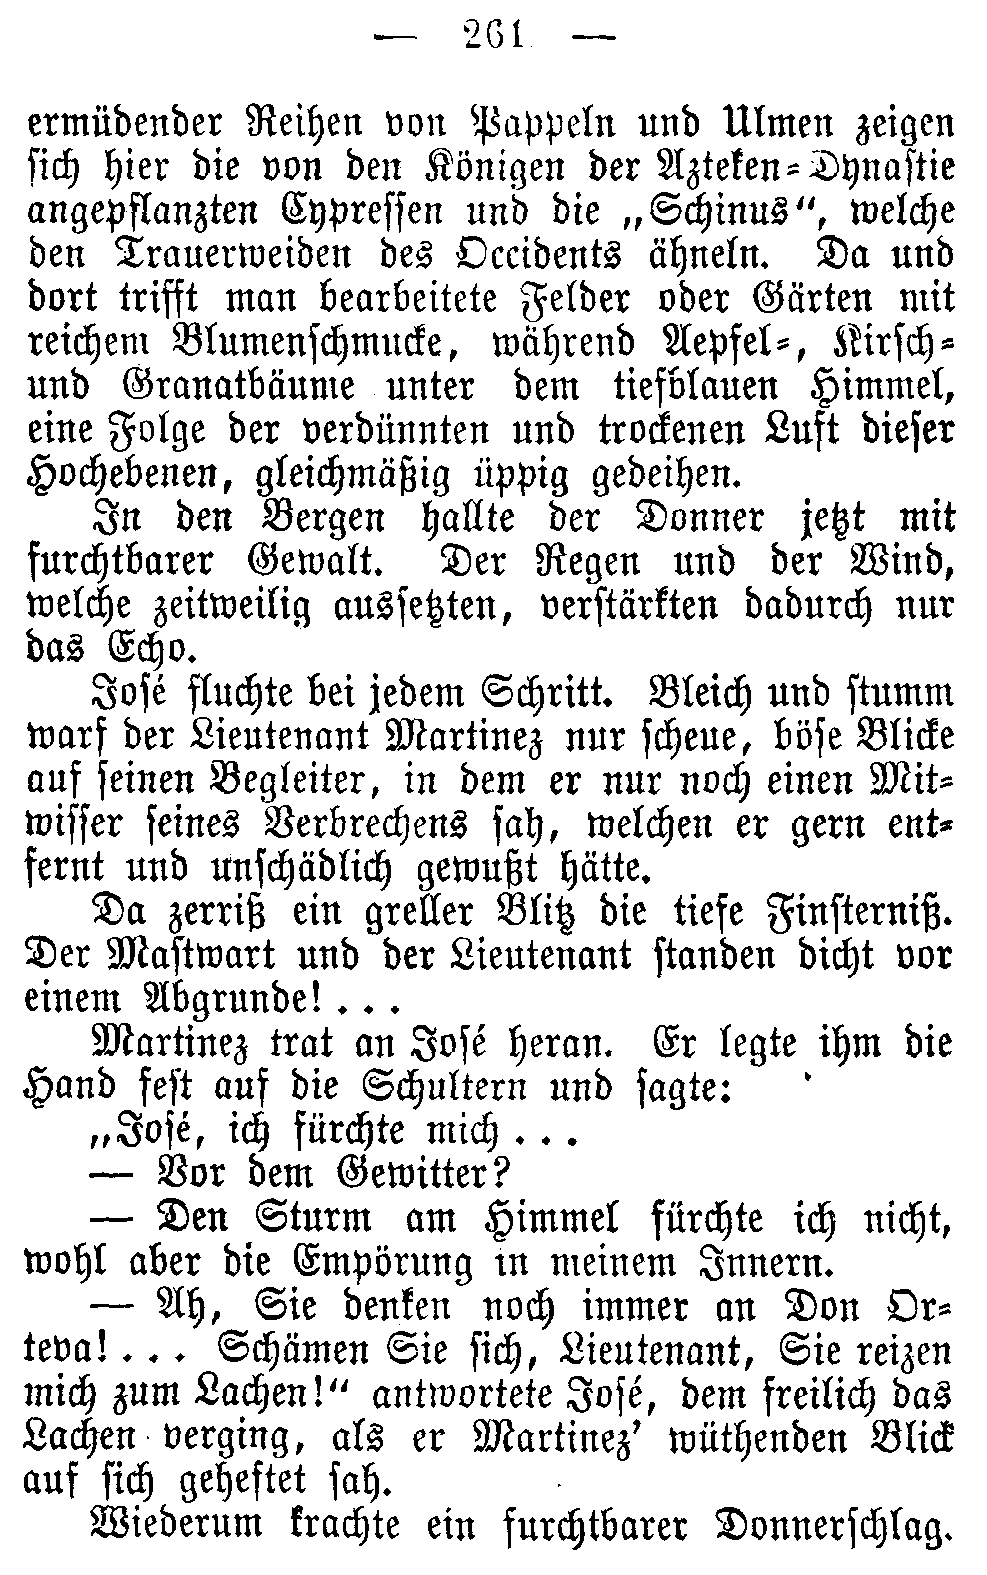 — 261 —
ermüdender Reihen von Pappeln und Ulmen zeigen
sich hier die von den Königen der Azteken-Dynastie
angepflanzten Cypressen und die „Schinus“, welche
den Trauerweiden des Occidents ähneln. Da und
dort trifft man bearbeitete Felder oder Gärten mit
reichem Blumenschmucke, während Aepfel-, Kirsch-
und Granatbäume unter dem tiefblauen Himmel,
eine Folge der verdünnten und trockenen Luft dieser
Hochebenen, gleichmäßig üppig gedeihen.
In den Bergen hallte der Donner jetzt mit
furchtbarer Gewalt. Der Regen und der Wind,
welche zeitweilig aussetzten, verstärkten dadurch nur
das Echo.
José fluchte bei jedem Schritt. Bleich und stumm
warf der Lieutenant Martinez nur scheue, böse Blicke
auf seinen Begleiter, in dem er nur noch einen Mit-
wisser seines Verbrechens sah, welchen er gern ent-
fernt und unschädlich gewußt hätte.
Da zerriß ein greller Blitz die tiefe Finsterniß.
Der Mastwart und der Lieutenant standen dicht vor
einem Abgrunde! . . .
Martinez trat an José heran. Er legte ihm die
Hand fest auf die Schultern und sagte:
„José, ich fürchte mich . . .
— Vor dem Gewitter?
— Den Sturm am Himmel fürchte ich nicht,
wohl aber die Empörung in meinem Innern.
— Ah, Sie denken noch immer an Don Or-
teva! . . . Schämen Sie sich, Lieutenant, Sie reizen
mich zum Lachen!“ antwortete José, dem freilich das
Lachen verging, als er Martinez’ wüthenden Blick
auf sich geheftet sah.
Wiederum krachte ein furchtbarer Donnerschlag.